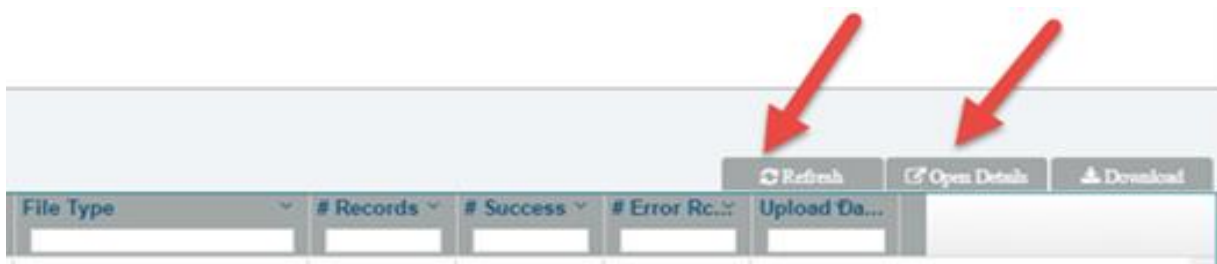 Refresh Open Details Download
File Type # Records # Success # Error Rc... Upload Da...